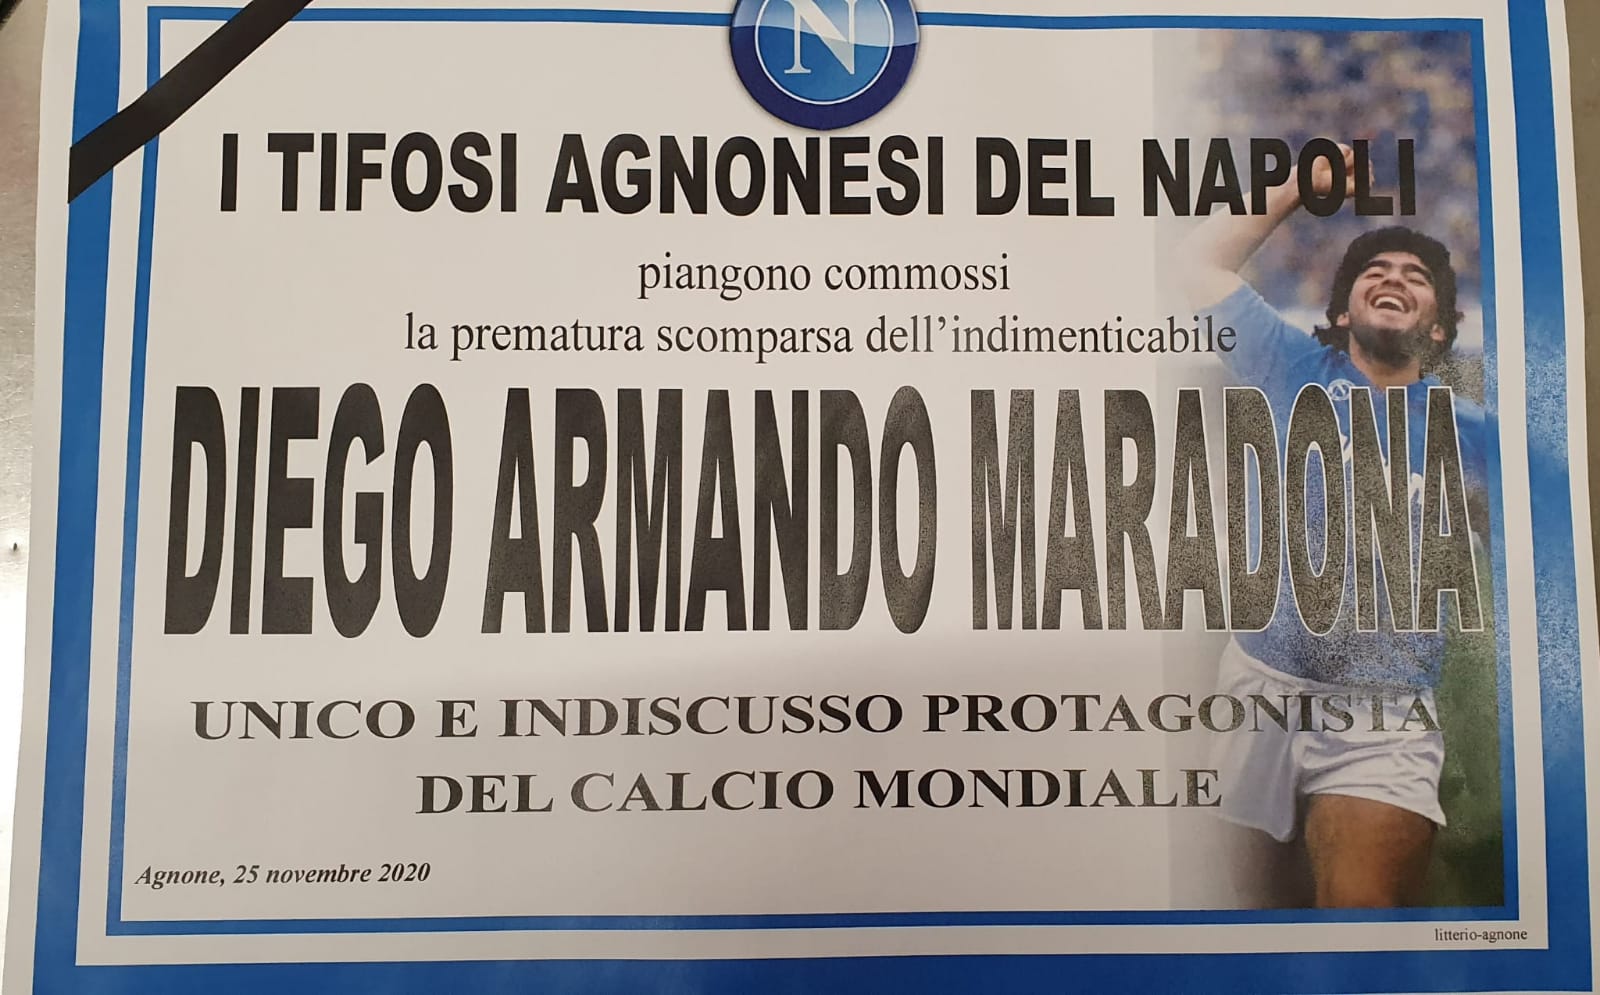 N
I TIFOSI AGNONESI DEL NAPOLI
piangono commossi
la prematura scomparsa dell'indimenticabile
DIEGO ARMANDO MARADONA
UNICO E INDISCUSSO PROTAGONISTA
DEL CALCIO MONDIALE
Agnone, 25 novembre 2020
litterio-agnone